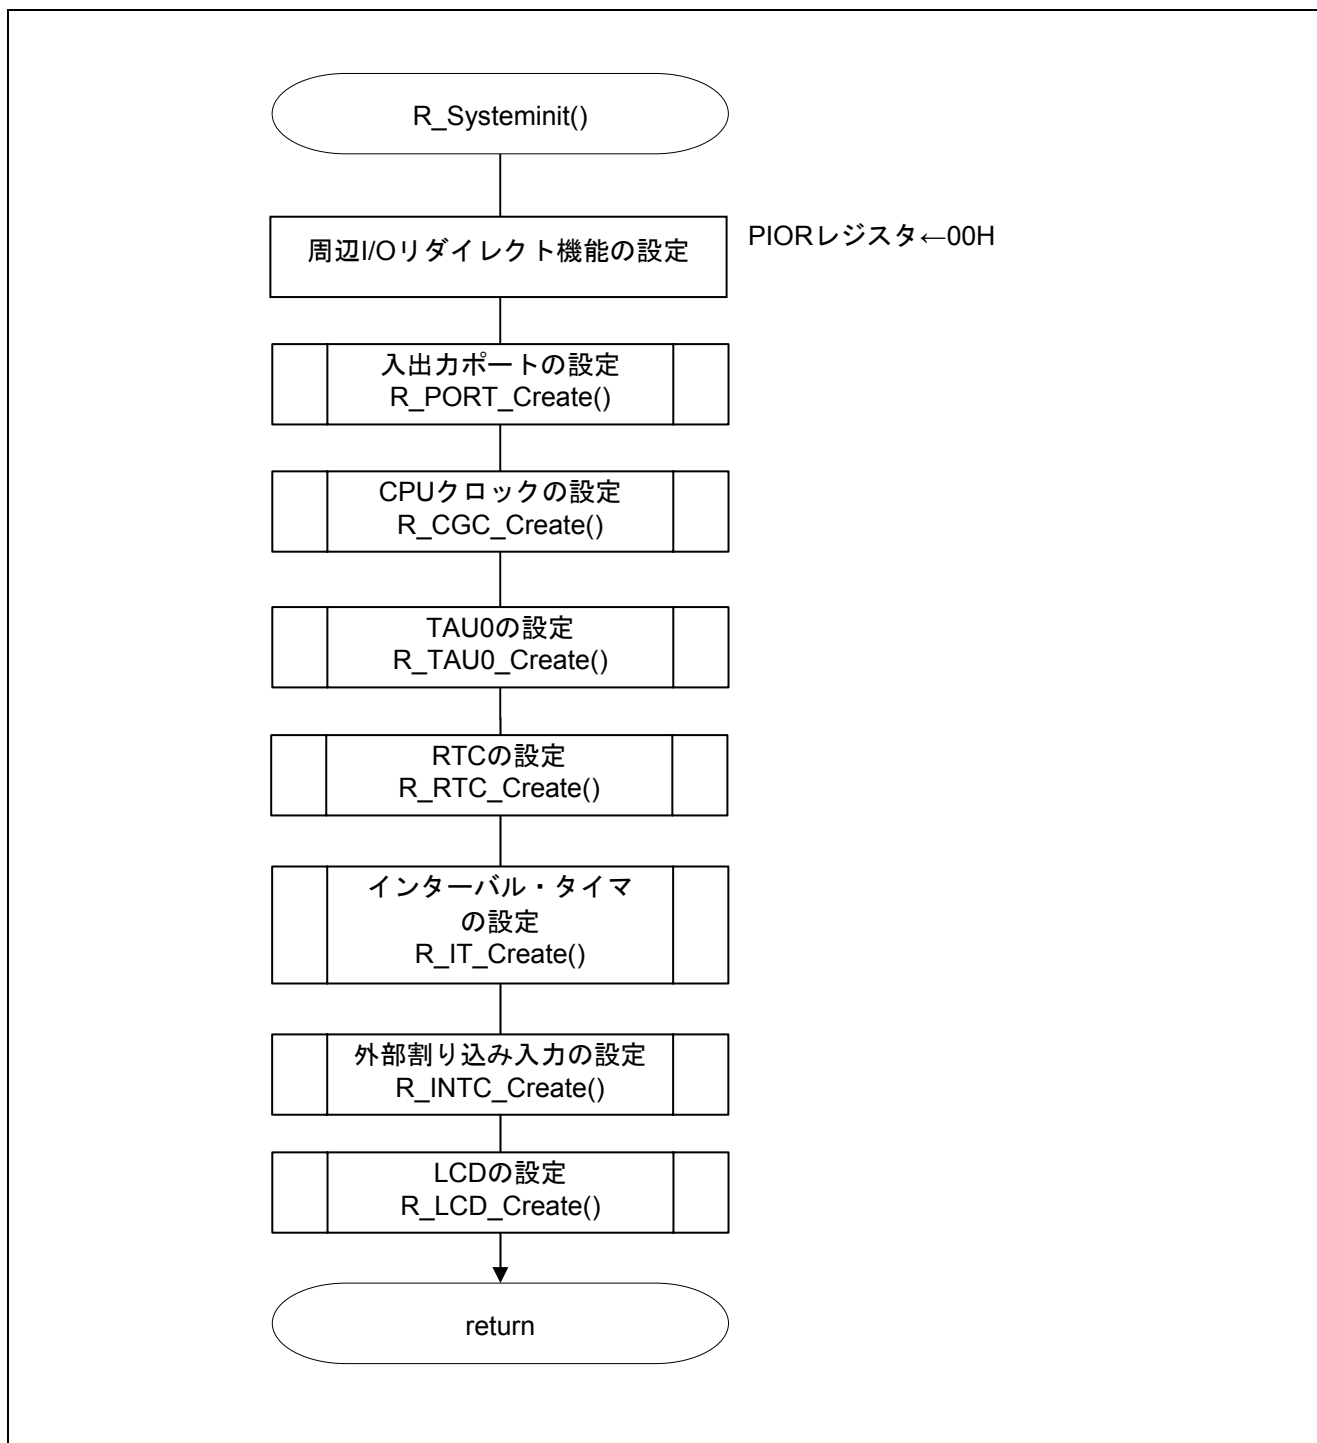 R_Systeminit()
周辺I/Oリダイレクト機能の設定
PIORレジスタ←00H
入出力ポートの設定
R_PORT_Create()
CPUクロックの設定
R_CGC_Create()
TAU0の設定
R_TAU0_Create()
RTCの設定
R_RTC_Create()
インターバル・タイマ
の設定
R_IT_Create()
外部割り込み入力の設定
R_INTC_Create()
LCDの設定
R_LCD_Create()
return